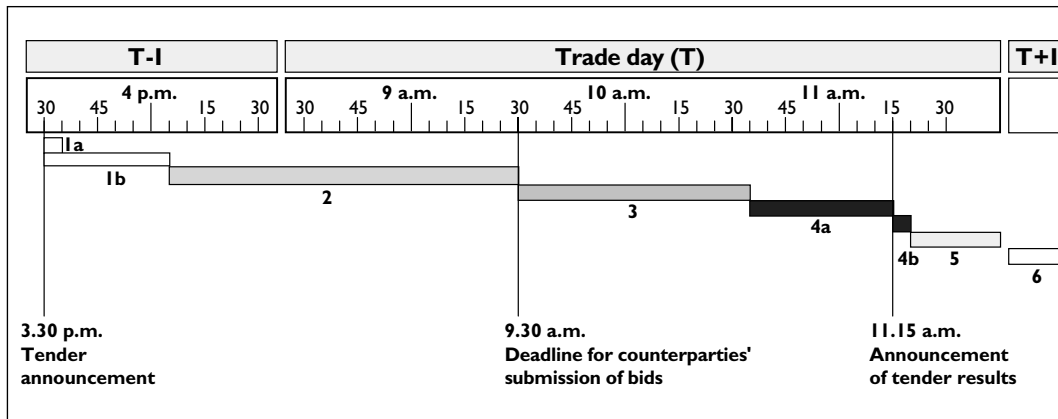 T-1 Trade day (T) T+1
4 p.m. 9 a.m. 10 a.m. 11 a.m.
30 45 15 30 30 45 15 30 45 15 30 45 15 30
1a
1b
2
3
4a
4b 5
6
3.30 p.m. 9.30 a.m. 11.15 a.m.
Tender Deadline for counterparties' Announcement
announcement submission of bids of tender results